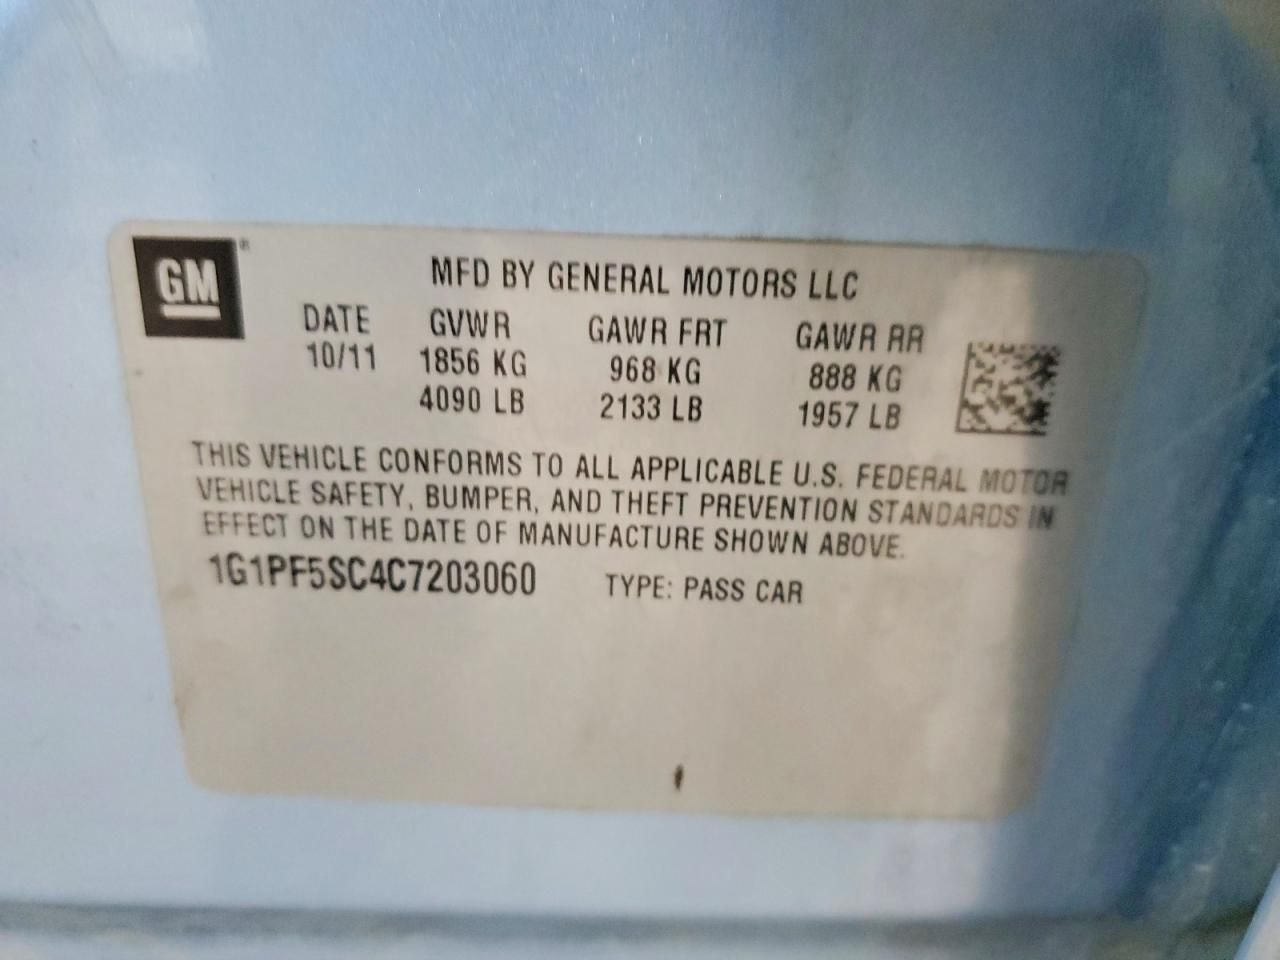 GM®
MFD BY GENERAL MOTORS LLC
DATE GVWR GAWR FRT GAWR RR
10/11 1856 KG 968 KG 888 KG
4090 LB 2133 LB 1957 LB
THIS VEHICLE CONFORMS TO ALL APPLICABLE U.S. FEDERAL MOTOR
VEHICLE SAFETY, BUMPER, AND THEFT PREVENTION STANDARDS IN
EFFECT ON THE DATE OF MANUFACTURE SHOWN ABOVE.
1G1PF5SC4C7203060 TYPE: PASS CAR